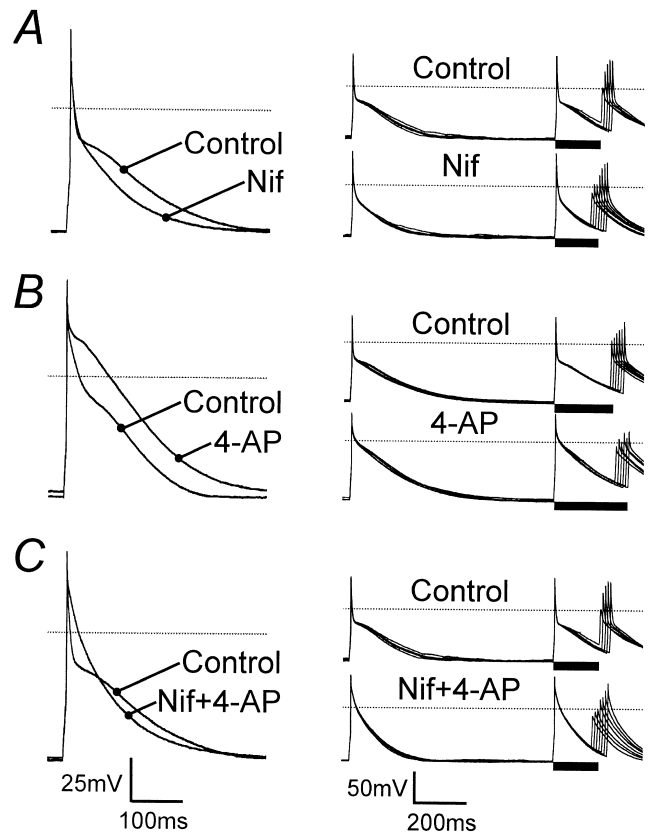 A
Control
Nif
Control
Nif
B
Control
4-AP
Control
4-AP
C
Control
Nif+4-AP
Control
Nif+4-AP
25mV
100ms
50mV
200ms